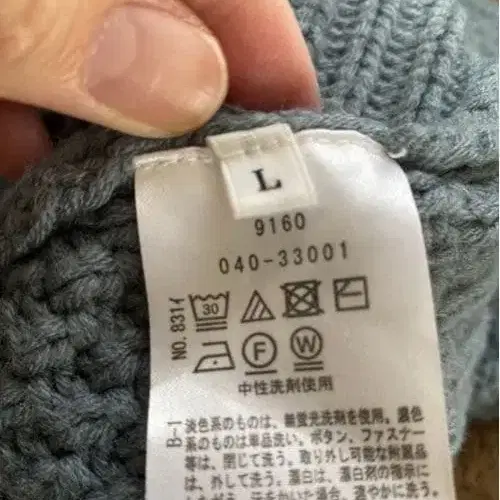 L
9160
040-33001
NO.8314
30
F
W
中性洗剤使用
B-1
淡色系のものは、無蛍光洗剤を使用。濃色
系のものは単品洗い。ボタン、ファスナー
等は、閉じて洗う。取り外し可能な附属品
は、外して洗う。漂白は、漂白剤の指示に